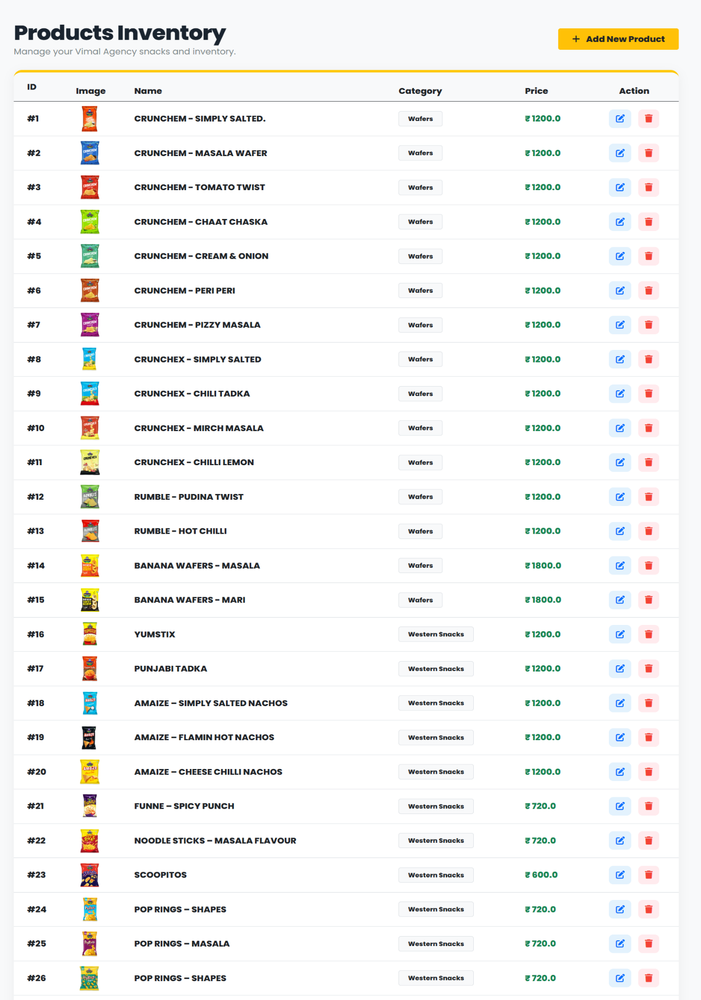 Products Inventory
Manage your Vimal Agency snacks and inventory.
+ Add New Product
ID Image Name Category Price Action
#1 CRUNCHEM - SIMPLY SALTED. Wafers ₹ 1200.0
#2 CRUNCHEM - MASALA WAFER Wafers ₹ 1200.0
#3 CRUNCHEM - TOMATO TWIST Wafers ₹ 1200.0
#4 CRUNCHEM - CHAAT CHASKA Wafers ₹ 1200.0
#5 CRUNCHEM - CREAM & ONION Wafers ₹ 1200.0
#6 CRUNCHEM - PERI PERI Wafers ₹ 1200.0
#7 CRUNCHEM - PIZZY MASALA Wafers ₹ 1200.0
#8 CRUNCHEX - SIMPLY SALTED Wafers ₹ 1200.0
#9 CRUNCHEX - CHILI TADKA Wafers ₹ 1200.0
#10 CRUNCHEX - MIRCH MASALA Wafers ₹ 1200.0
#11 CRUNCHEX - CHILLI LEMON Wafers ₹ 1200.0
#12 RUMBLE - PUDINA TWIST Wafers ₹ 1200.0
#13 RUMBLE - HOT CHILLI Wafers ₹ 1200.0
#14 BANANA WAFERS - MASALA Wafers ₹ 1800.0
#15 BANANA WAFERS - MARI Wafers ₹ 1800.0
#16 YUMSTIX Western Snacks ₹ 1200.0
#17 PUNJABI TADKA Western Snacks ₹ 1200.0
#18 AMAIZE – SIMPLY SALTED NACHOS Western Snacks ₹ 1200.0
#19 AMAIZE – FLAMIN HOT NACHOS Western Snacks ₹ 1200.0
#20 AMAIZE – CHEESE CHILLI NACHOS Western Snacks ₹ 1200.0
#21 FUNNE – SPICY PUNCH Western Snacks ₹ 720.0
#22 NOODLE STICKS – MASALA FLAVOUR Western Snacks ₹ 720.0
#23 SCOOPITOS Western Snacks ₹ 600.0
#24 POP RINGS – SHAPES Western Snacks ₹ 720.0
#25 POP RINGS – MASALA Western Snacks ₹ 720.0
#26 POP RINGS – SHAPES Western Snacks ₹ 720.0